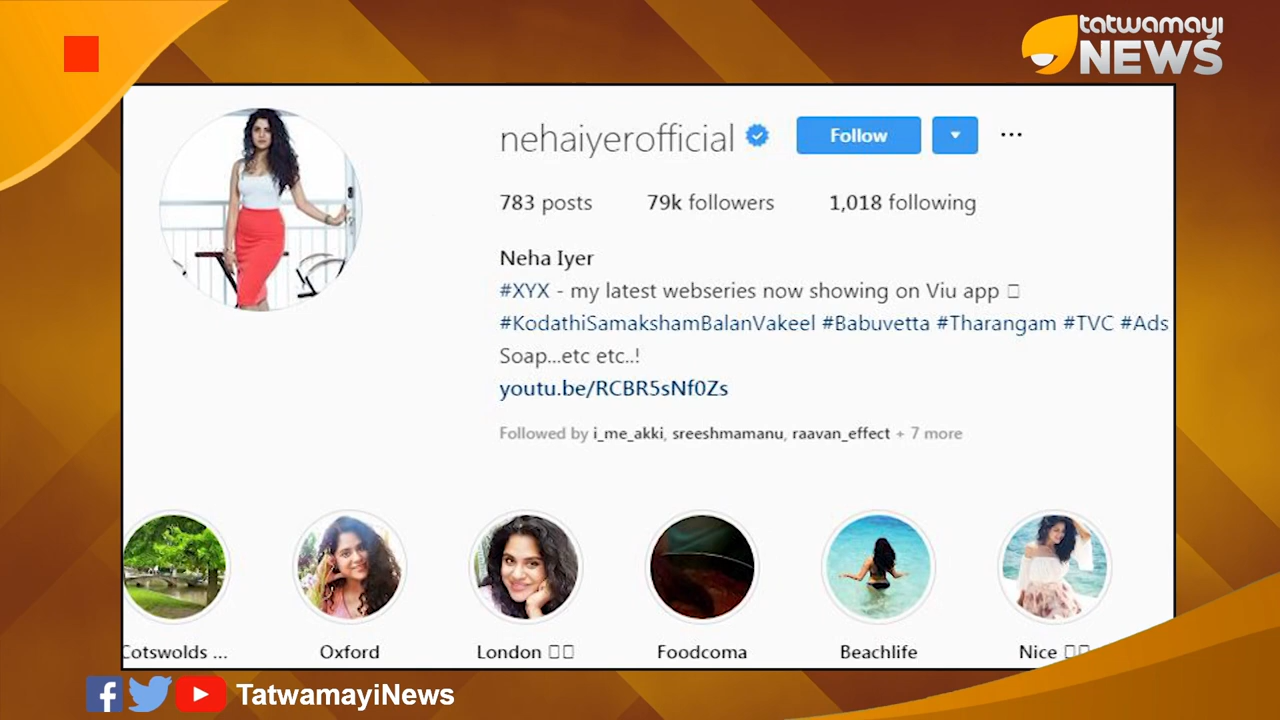 tatwamayi
NEWS
nehaiyerofficial Follow ...
783 posts 79k followers 1,018 following
Neha Iyer
#XYX - my latest webseries now showing on Viu app
#KodathiSamakshamBalanVakeel #Babuvetta #Tharangam #TVC #Ads
Soap...etc etc..!
youtu.be/RCBR5sNf0Zs
Followed by i_me_akki, sreeshmamanu, raavan_effect + 7 more
Cotswolds ... Oxford London Foodcoma Beachlife Nice
TatwamayiNews